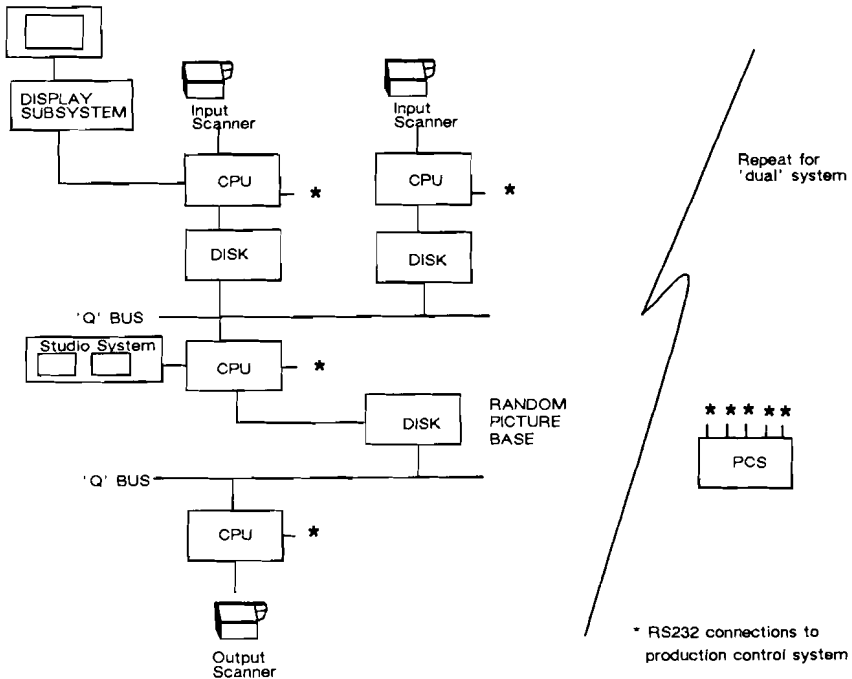 DISPLAY
SUBSYSTEM
Input
Scanner
Input
Scanner
CPU
*
CPU
*
Repeat for
'dual' system
DISK
DISK
'Q' BUS
Studio System
CPU
*
DISK
RANDOM
PICTURE
BASE
* * * * *
PCS
'Q' BUS
CPU
*
Output
Scanner
* RS232 connections to
production control system